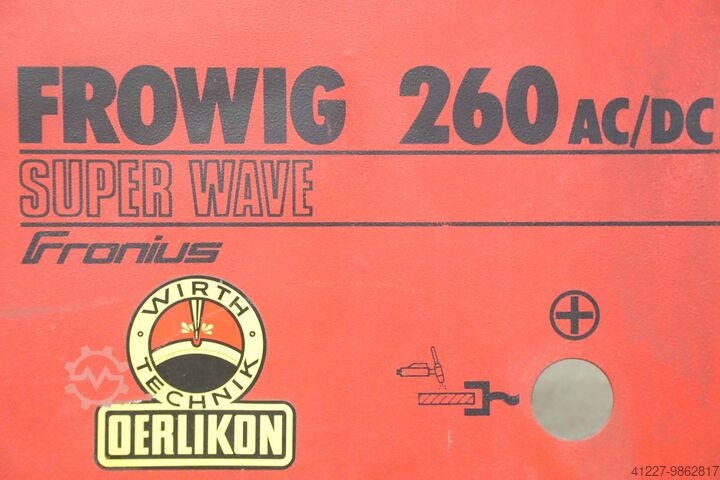 FROWIG 260 AC/DC
SUPER WAVE
Fronius
WIRTH
TECHNIK
OERLIKON
41227-9862817